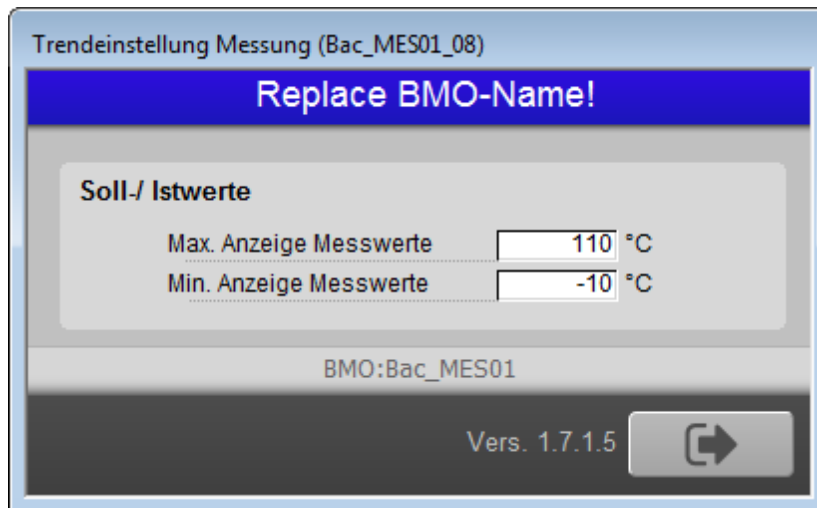 Trendeinstellung Messung (Bac_MES01_08)
Replace BMO-Name!
Soll-/ Istwerte
Max. Anzeige Messwerte 110 °C
Min. Anzeige Messwerte -10 °C
BMO:Bac_MES01
Vers. 1.7.1.5